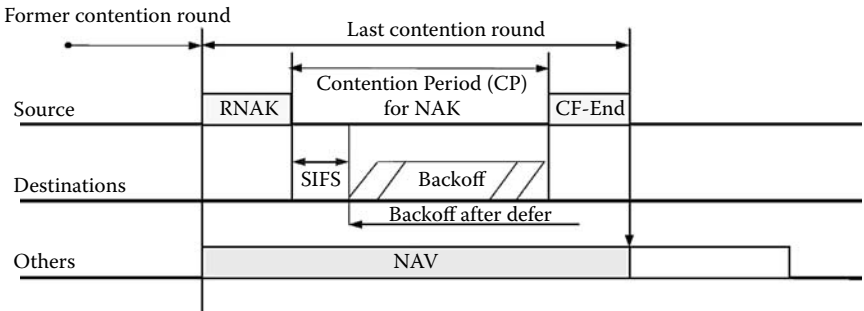 Former contention round
Last contention round
Contention Period (CP)
for NAK
Source
RNAK
CF-End
SIFS
Backoff
Destinations
Backoff after defer
Others
NAV